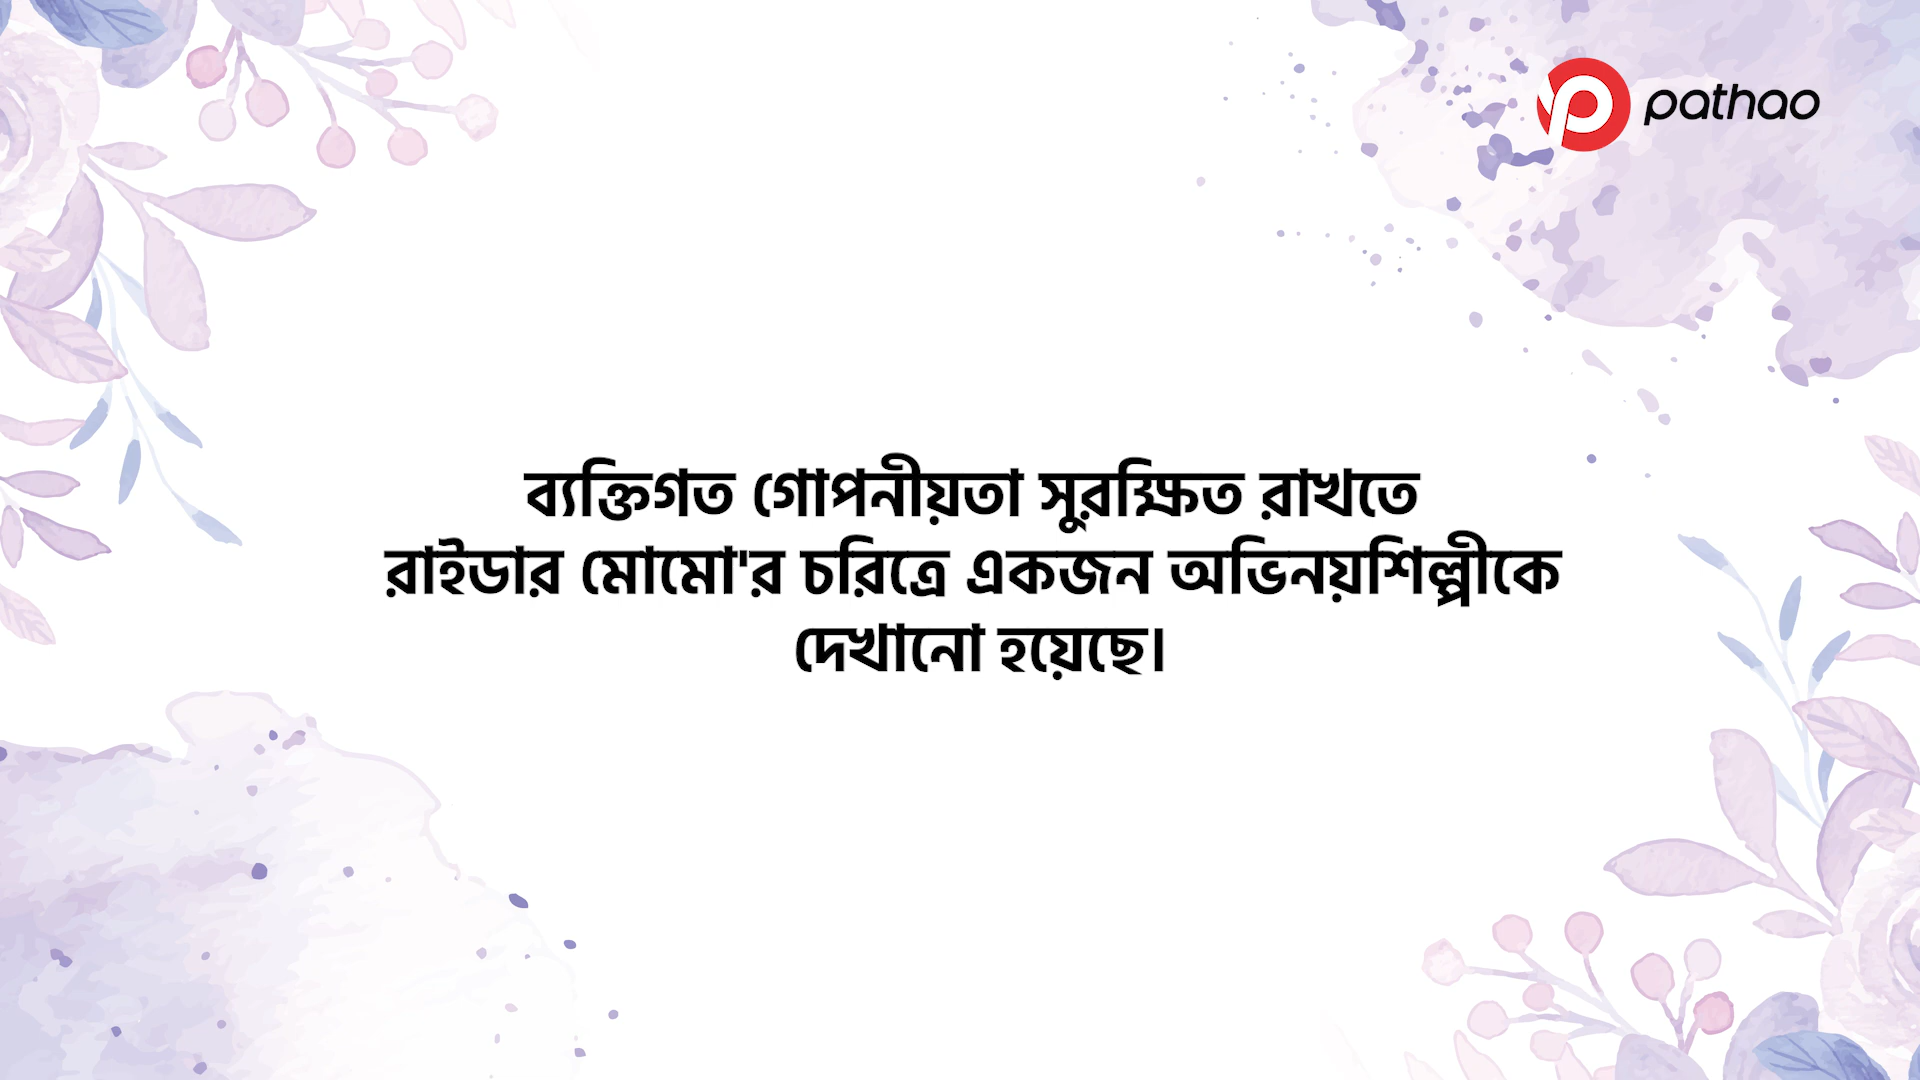 pathao
ব্যক্তিগত গোপনীয়তা সুরক্ষিত রাখতে
রাইডার মোমো'র চরিত্রে একজন অভিনয়শিল্পীকে
দেখানো হয়েছে।